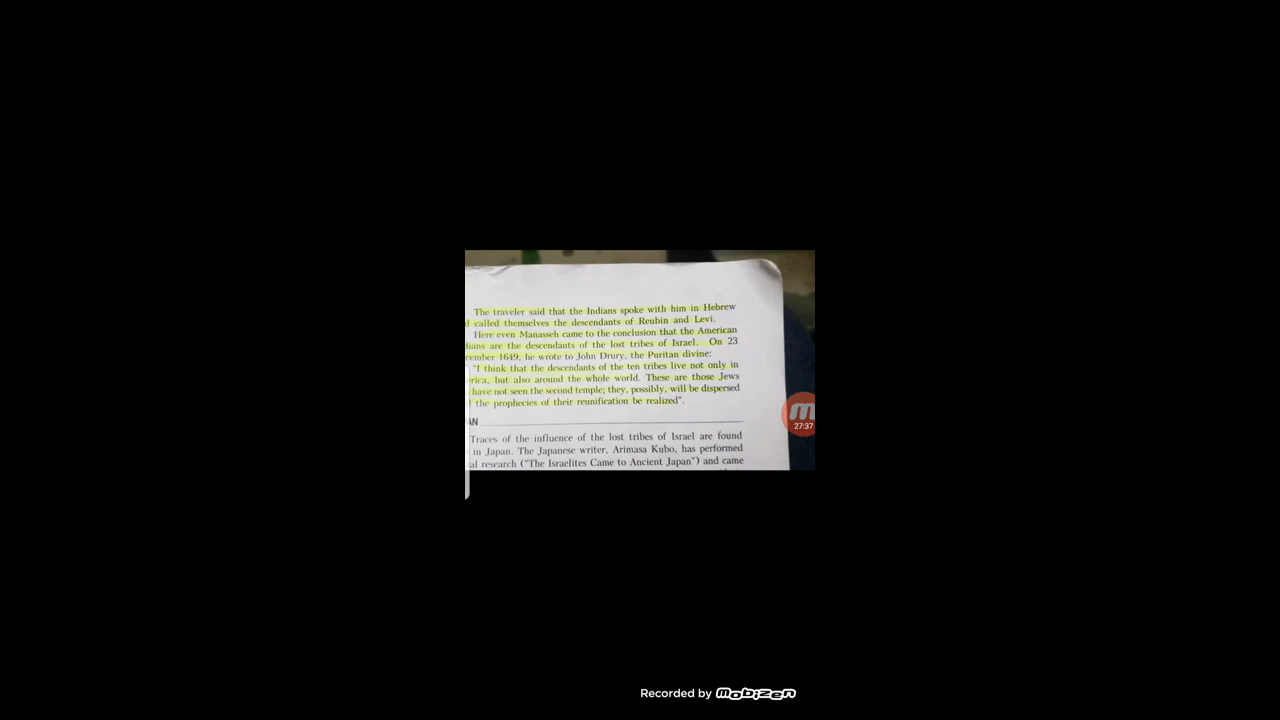 The traveler said that the Indians spoke with him in Hebrew
called themselves the descendants of Reubin and Levi.
Here even Manasseh came to the conclusion that the American
dians are the descendants of the lost tribes of Israel. On 23
cember 1649, he wrote to John Drury, the Puritan divine:
"I think that the descendants of the ten tribes live not only in
rica, but also around the whole world. These are those Jews
have not seen the second temple; they, possibly, will be dispersed
the prophecies of their reunification be realized".
AN
Traces of the influence of the lost tribes of Israel are found
in Japan. The Japanese writer, Arimasa Kubo, has performed
al research ("The Israelites Came to Ancient Japan") and came
27:37
Recorded by mobizen